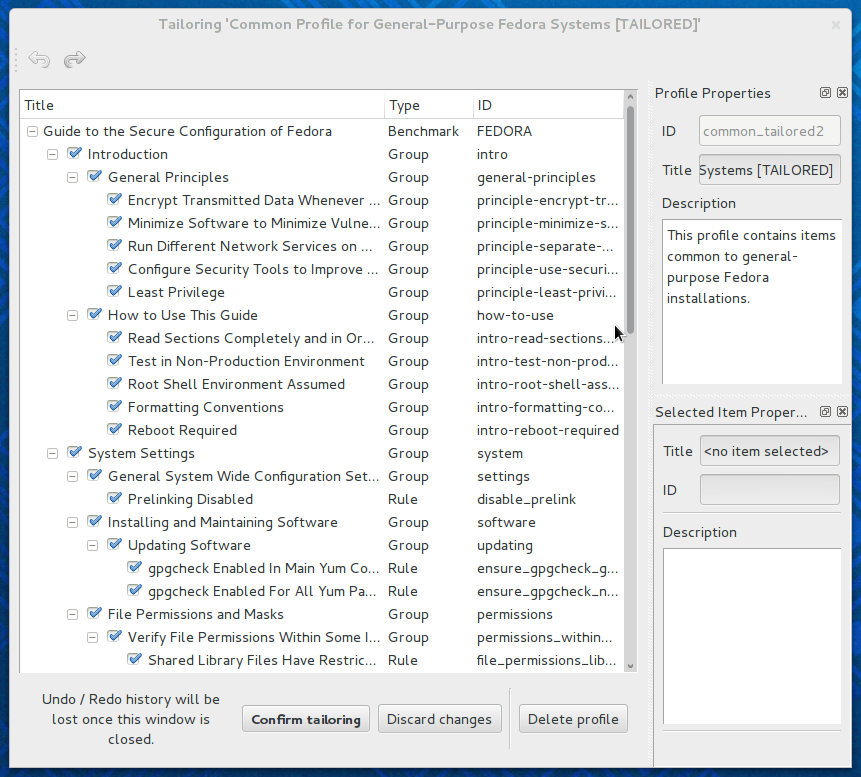 Tailoring 'Common Profile for General-Purpose Fedora Systems [TAILORED]'
Title Type ID
Guide to the Secure Configuration of Fedora Benchmark FEDORA
Introduction Group intro
General Principles Group general-principles
Encrypt Transmitted Data Whenever ... Group principle-encrypt-tr...
Minimize Software to Minimize Vulne... Group principle-minimize-s...
Run Different Network Services on ... Group principle-separate-...
Configure Security Tools to Improve ... Group principle-use-securi...
Least Privilege Group principle-least-privi...
How to Use This Guide Group how-to-use
Read Sections Completely and in Or... Group intro-read-sections...
Test in Non-Production Environment Group intro-test-non-prod...
Root Shell Environment Assumed Group intro-root-shell-ass...
Formatting Conventions Group intro-formatting-co...
Reboot Required Group intro-reboot-required
System Settings Group system
General System Wide Configuration Set... Group settings
Prelinking Disabled Rule disable_prelink
Installing and Maintaining Software Group software
Updating Software Group updating
gpgcheck Enabled In Main Yum Co... Rule ensure_gpgcheck_g...
gpgcheck Enabled For All Yum Pa... Rule ensure_gpgcheck_n...
File Permissions and Masks Group permissions
Verify File Permissions Within Some I... Group permissions_within...
Shared Library Files Have Restric... Rule file_permissions_lib...
Undo / Redo history will be
lost once this window is
closed.
Confirm tailoring
Discard changes
Delete profile
Profile Properties
ID common_tailored2
Title Systems [TAILORED]
Description
This profile contains items
common to general-
purpose Fedora
installations.
Selected Item Proper...
Title <no item selected>
ID
Description